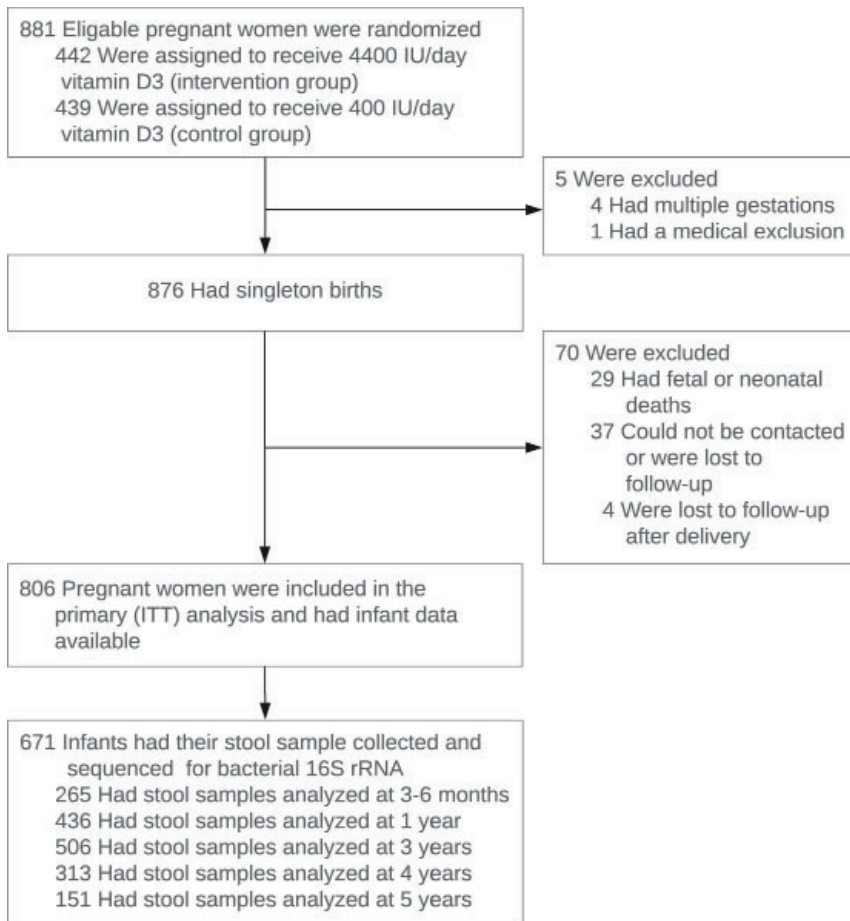 881 Eligable pregnant women were randomized
442 Were assigned to receive 4400 IU/day
vitamin D3 (intervention group)
439 Were assigned to receive 400 IU/day
vitamin D3 (control group)
5 Were excluded
4 Had multiple gestations
1 Had a medical exclusion
876 Had singleton births
70 Were excluded
29 Had fetal or neonatal
deaths
37 Could not be contacted
or were lost to
follow-up
4 Were lost to follow-up
after delivery
806 Pregnant women were included in the
primary (ITT) analysis and had infant data
available
671 Infants had their stool sample collected and
sequenced for bacterial 16S rRNA
265 Had stool samples analyzed at 3-6 months
436 Had stool samples analyzed at 1 year
506 Had stool samples analyzed at 3 years
313 Had stool samples analyzed at 4 years
151 Had stool samples analyzed at 5 years